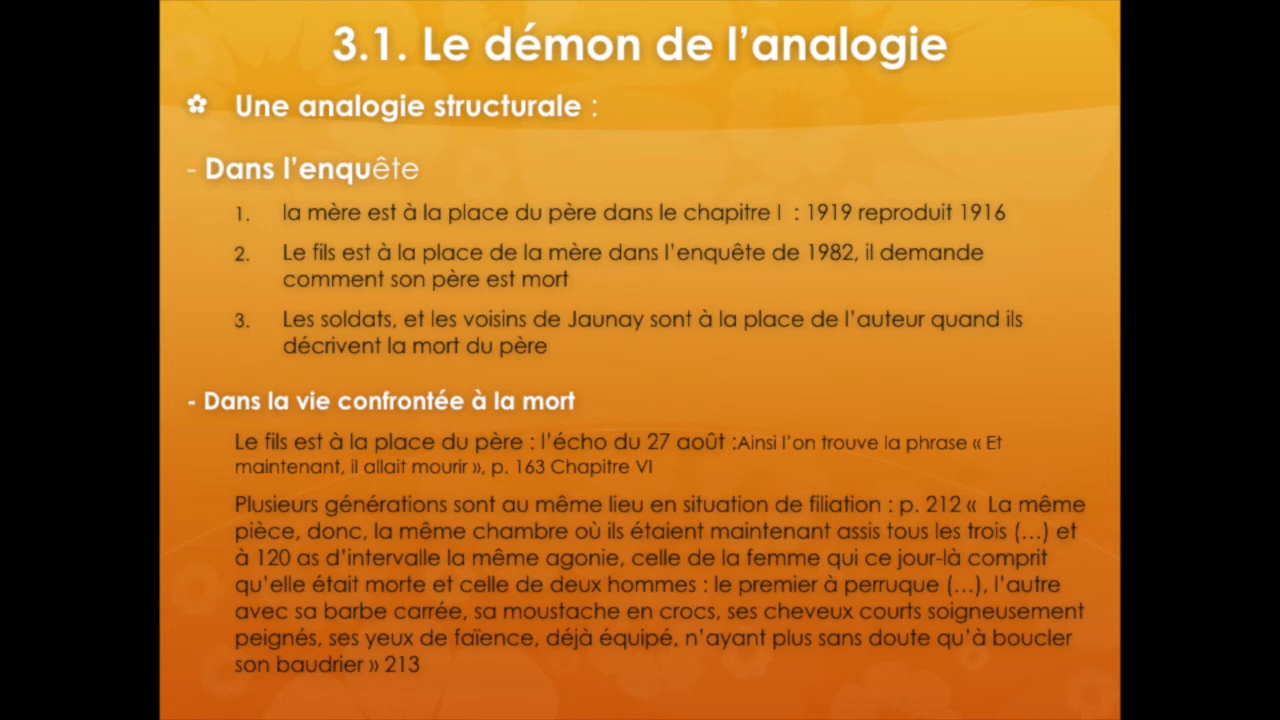 3.1. Le démon de l'analogie
Une analogie structurale :
- Dans l'enquête
1. la mère est à la place du père dans le chapitre I : 1919 reproduit 1916
2. Le fils est à la place de la mère dans l'enquête de 1982, il demande
comment son père est mort
3. Les soldats, et les voisins de Jaunay sont à la place de l'auteur quand ils
décrivent la mort du père
- Dans la vie confrontée à la mort
Le fils est à la place du père : l'écho du 27 août :Ainsi l'on trouve la phrase « Et
maintenant, il allait mourir », p. 163 Chapitre VI
Plusieurs générations sont au même lieu en situation de filiation : p. 212 « La même
pièce, donc, la même chambre où ils étaient maintenant assis tous les trois (…) et
à 120 as d'intervalle la même agonie, celle de la femme qui ce jour-là comprit
qu'elle était morte et celle de deux hommes : le premier à perruque (…), l'autre
avec sa barbe carrée, sa moustache en crocs, ses cheveux courts soigneusement
peignés, ses yeux de faïence, déjà équipé, n'ayant plus sans doute qu'à boucler
son baudrier » 213